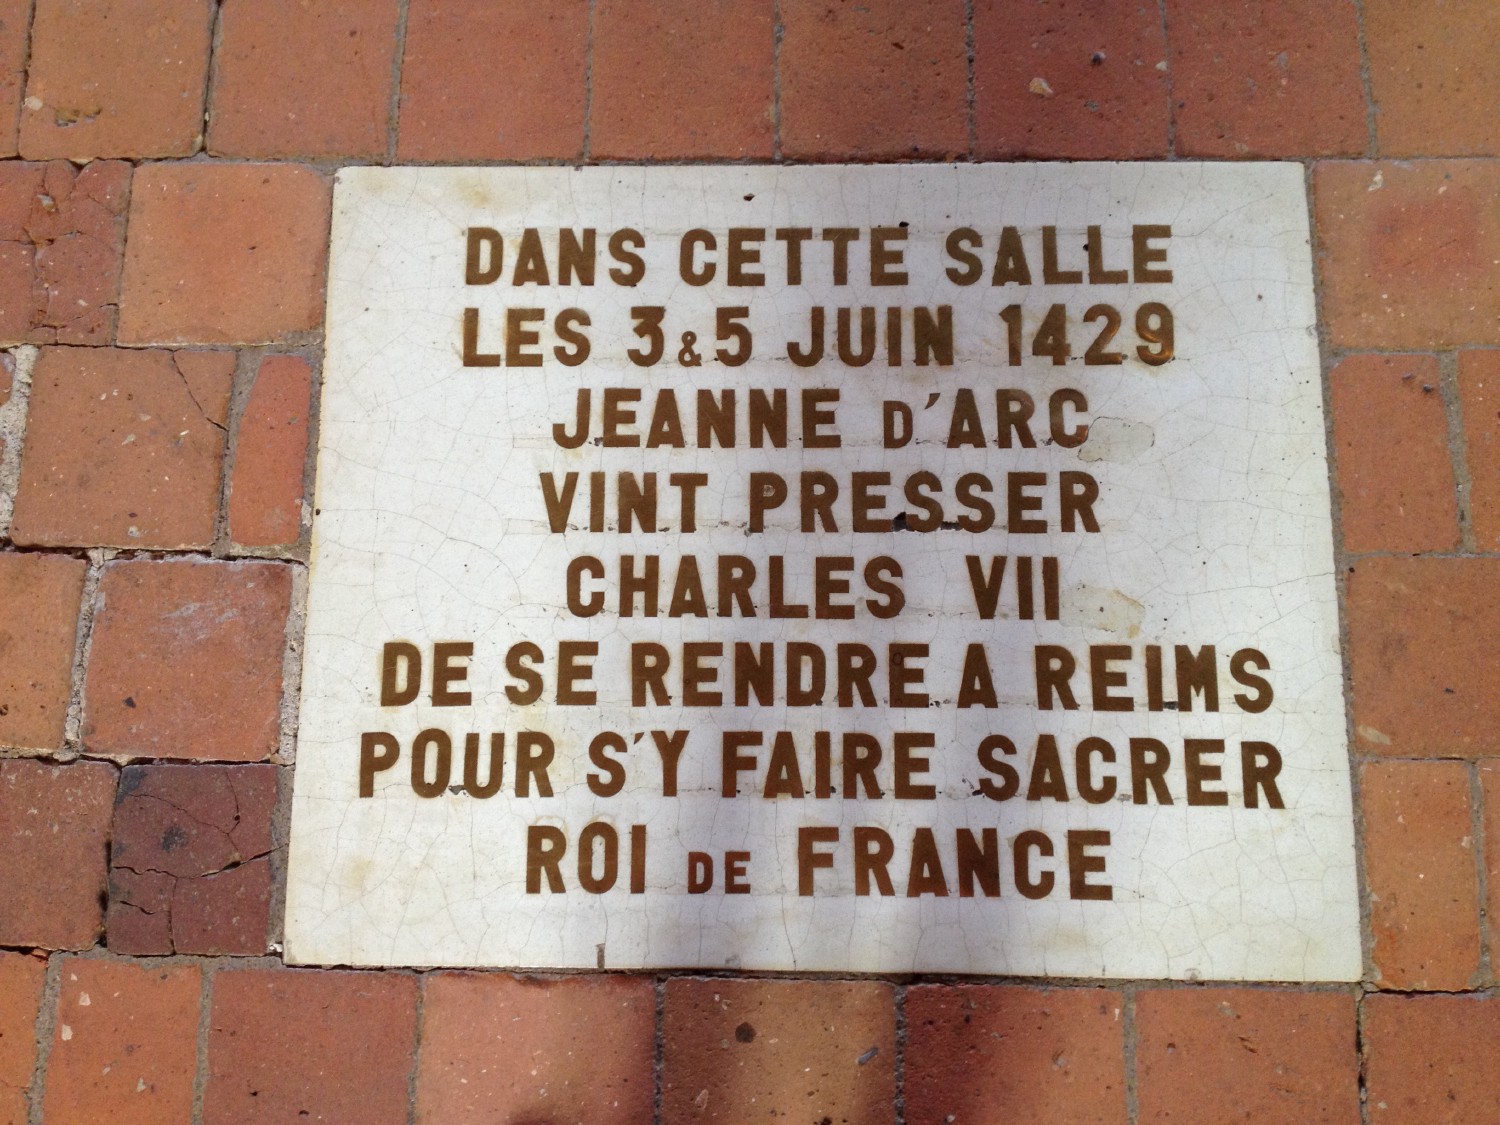 DANS CETTE SALLE
LES 3 & 5 JUIN 1429
JEANNE D'ARC
VINT PRESSER
CHARLES VII
DE SE RENDRE A REIMS
POUR S'Y FAIRE SACRER
ROI DE FRANCE